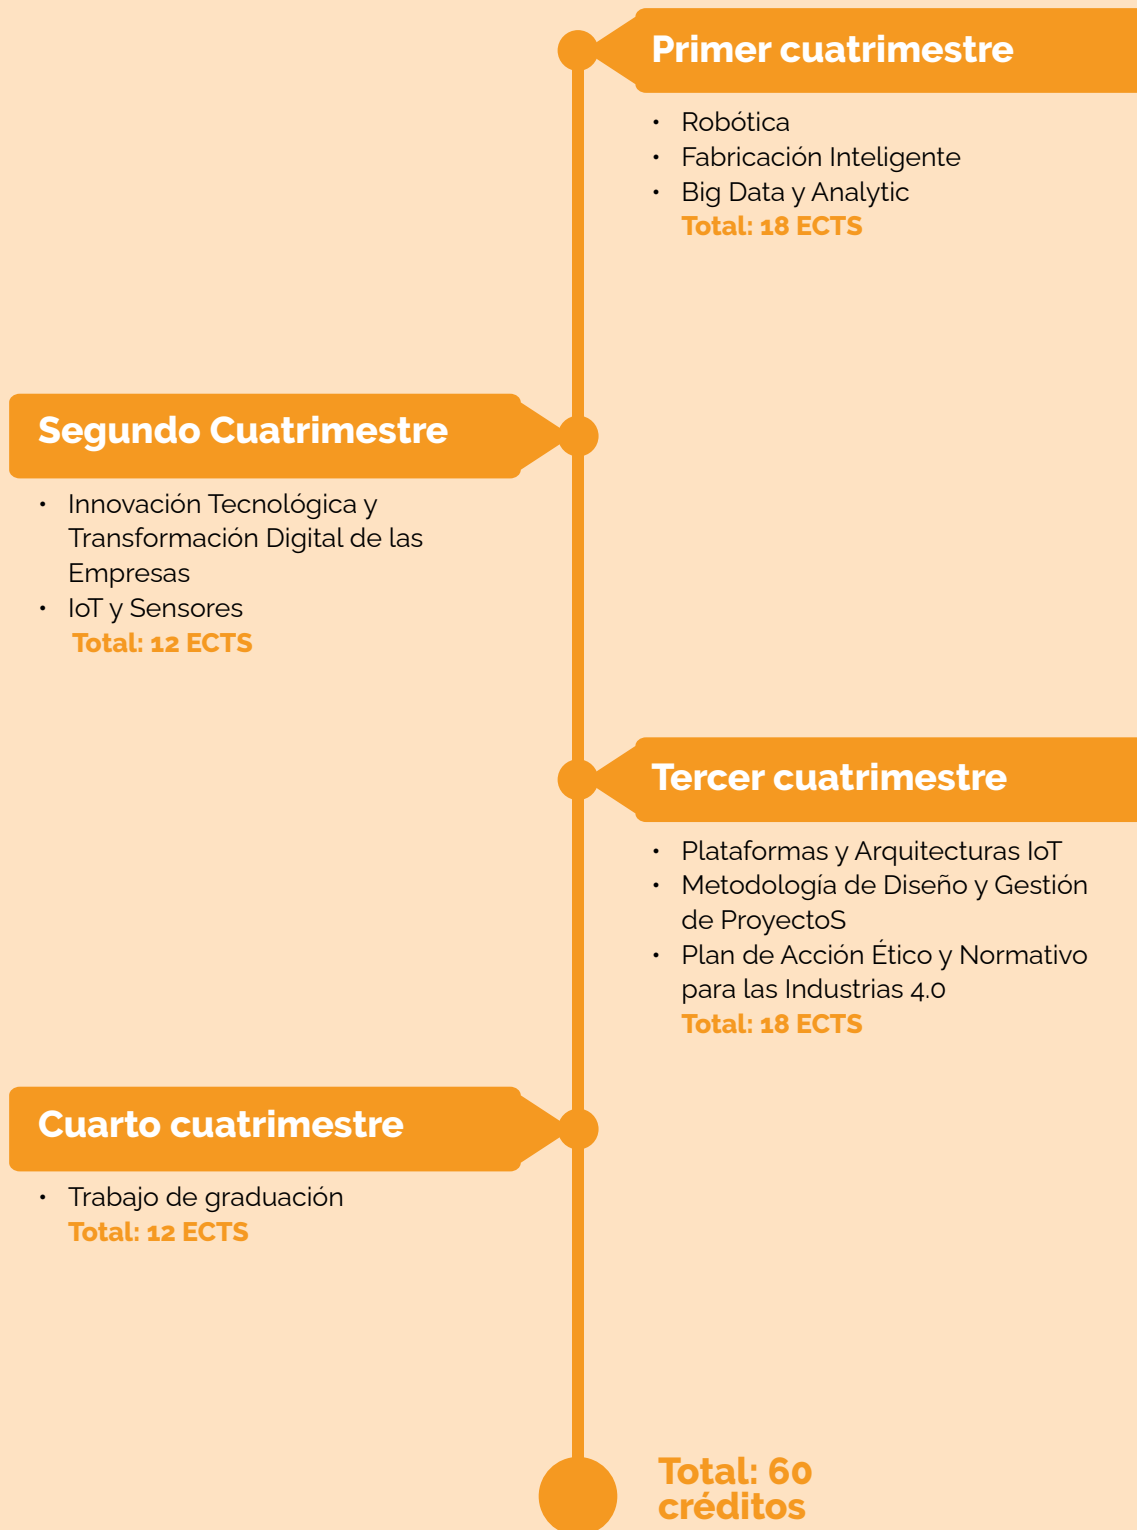 Primer cuatrimestre
• Robótica
• Fabricación Inteligente
• Big Data y Analytic
Total: 18 ECTS
Segundo Cuatrimestre
• Innovación Tecnológica y
Transformación Digital de las
Empresas
• IoT y Sensores
Total: 12 ECTS
Tercer cuatrimestre
• Plataformas y Arquitecturas IoT
• Metodología de Diseño y Gestión
de ProyectoS
• Plan de Acción Ético y Normativo
para las Industrias 4.0
Total: 18 ECTS
Cuarto cuatrimestre
• Trabajo de graduación
Total: 12 ECTS
Total: 60
créditos